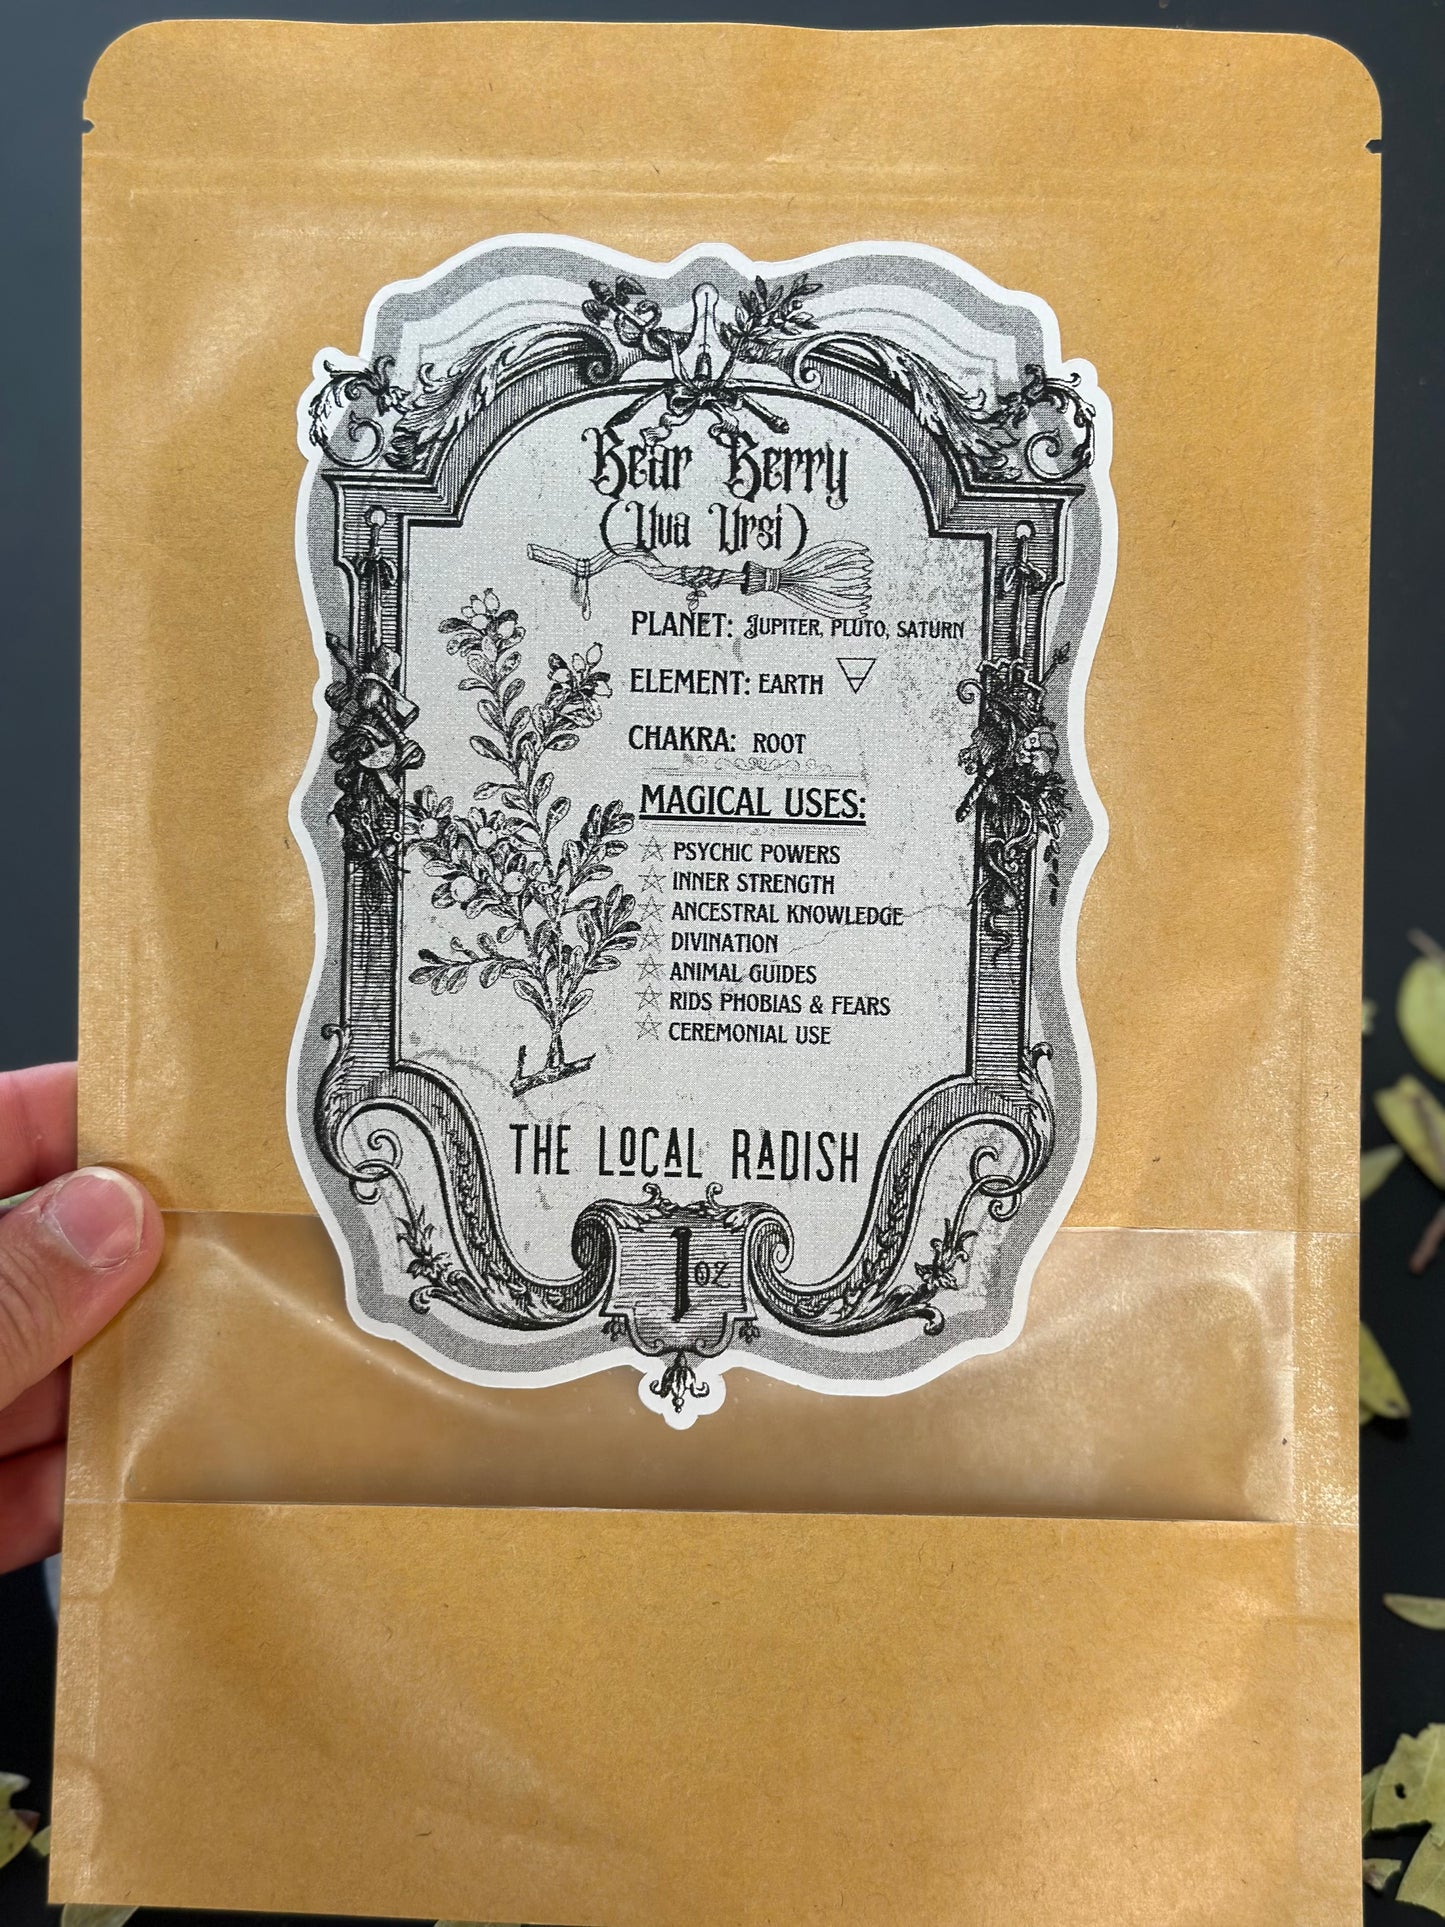 Bear Berry
(Uva Ursi)
PLANET: JUPITER, PLUTO, SATURN
ELEMENT: EARTH
CHAKRA: ROOT
MAGICAL USES:
PSYCHIC POWERS
INNER STRENGTH
ANCESTRAL KNOWLEDGE
DIVINATION
ANIMAL GUIDES
RIDS PHOBIAS & FEARS
CEREMONIAL USE
THE LOCAL RADISH
1 oz